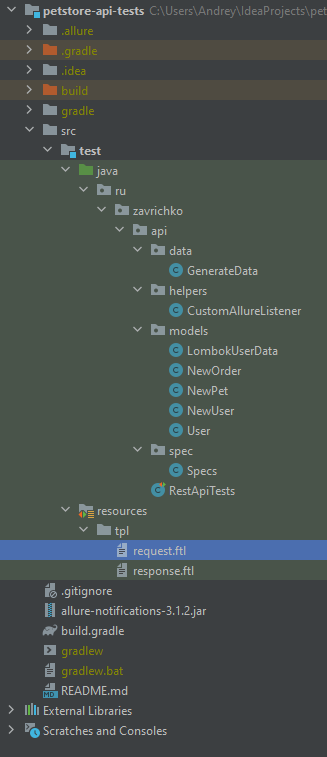 petstore-api-tests C:\Users\Andrey\IdeaProjects\pet
.allure
.gradle
.idea
build
gradle
src
test
java
ru
zavrichko
api
data
GenerateData
helpers
CustomAllureListener
models
LombokUserData
NewOrder
NewPet
NewUser
User
spec
Specs
RestApiTests
resources
tpl
request.ftl
response.ftl
.gitignore
allure-notifications-3.1.2.jar
build.gradle
gradlew
gradlew.bat
README.md
External Libraries
Scratches and Consoles